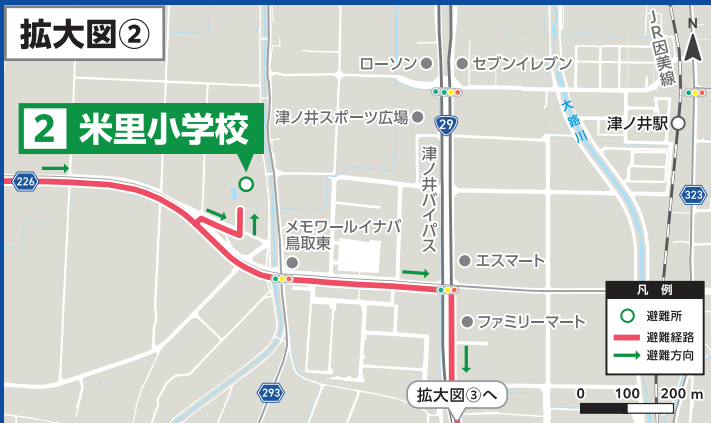 拡大図②
N
JR因美線
ローソン
セブンイレブン
2 米里小学校
津ノ井スポーツ広場
29
大路川
津ノ井駅
津ノ井バイパス
226
323
メモワールイナバ
鳥取東
エスマート
凡 例
避難所
避難経路
避難方向
ファミリーマート
293
拡大図③へ
0 100 200 m